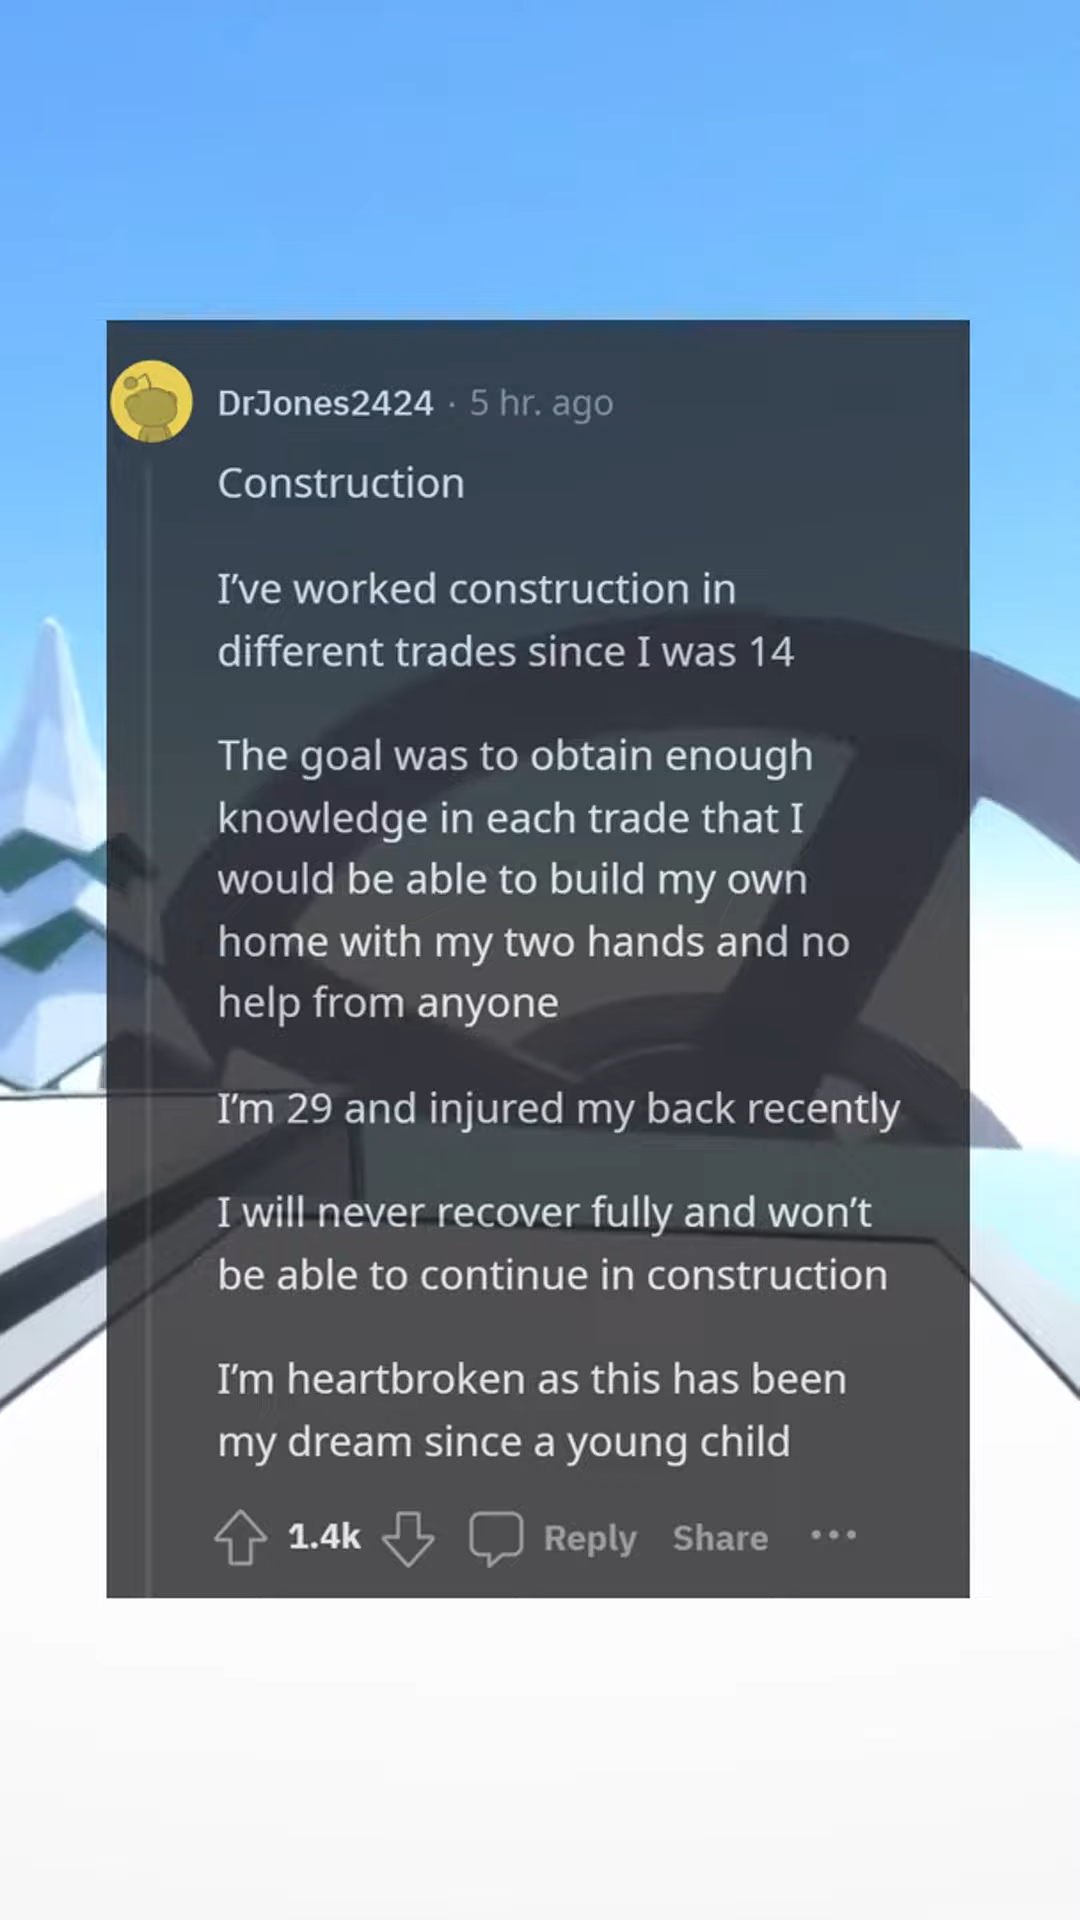 DrJones2424 · 5 hr. ago
Construction
I’ve worked construction in
different trades since I was 14
The goal was to obtain enough
knowledge in each trade that I
would be able to build my own
home with my two hands and no
help from anyone
I’m 29 and injured my back recently
I will never recover fully and won’t
be able to continue in construction
I’m heartbroken as this has been
my dream since a young child
1.4k Reply Share ···